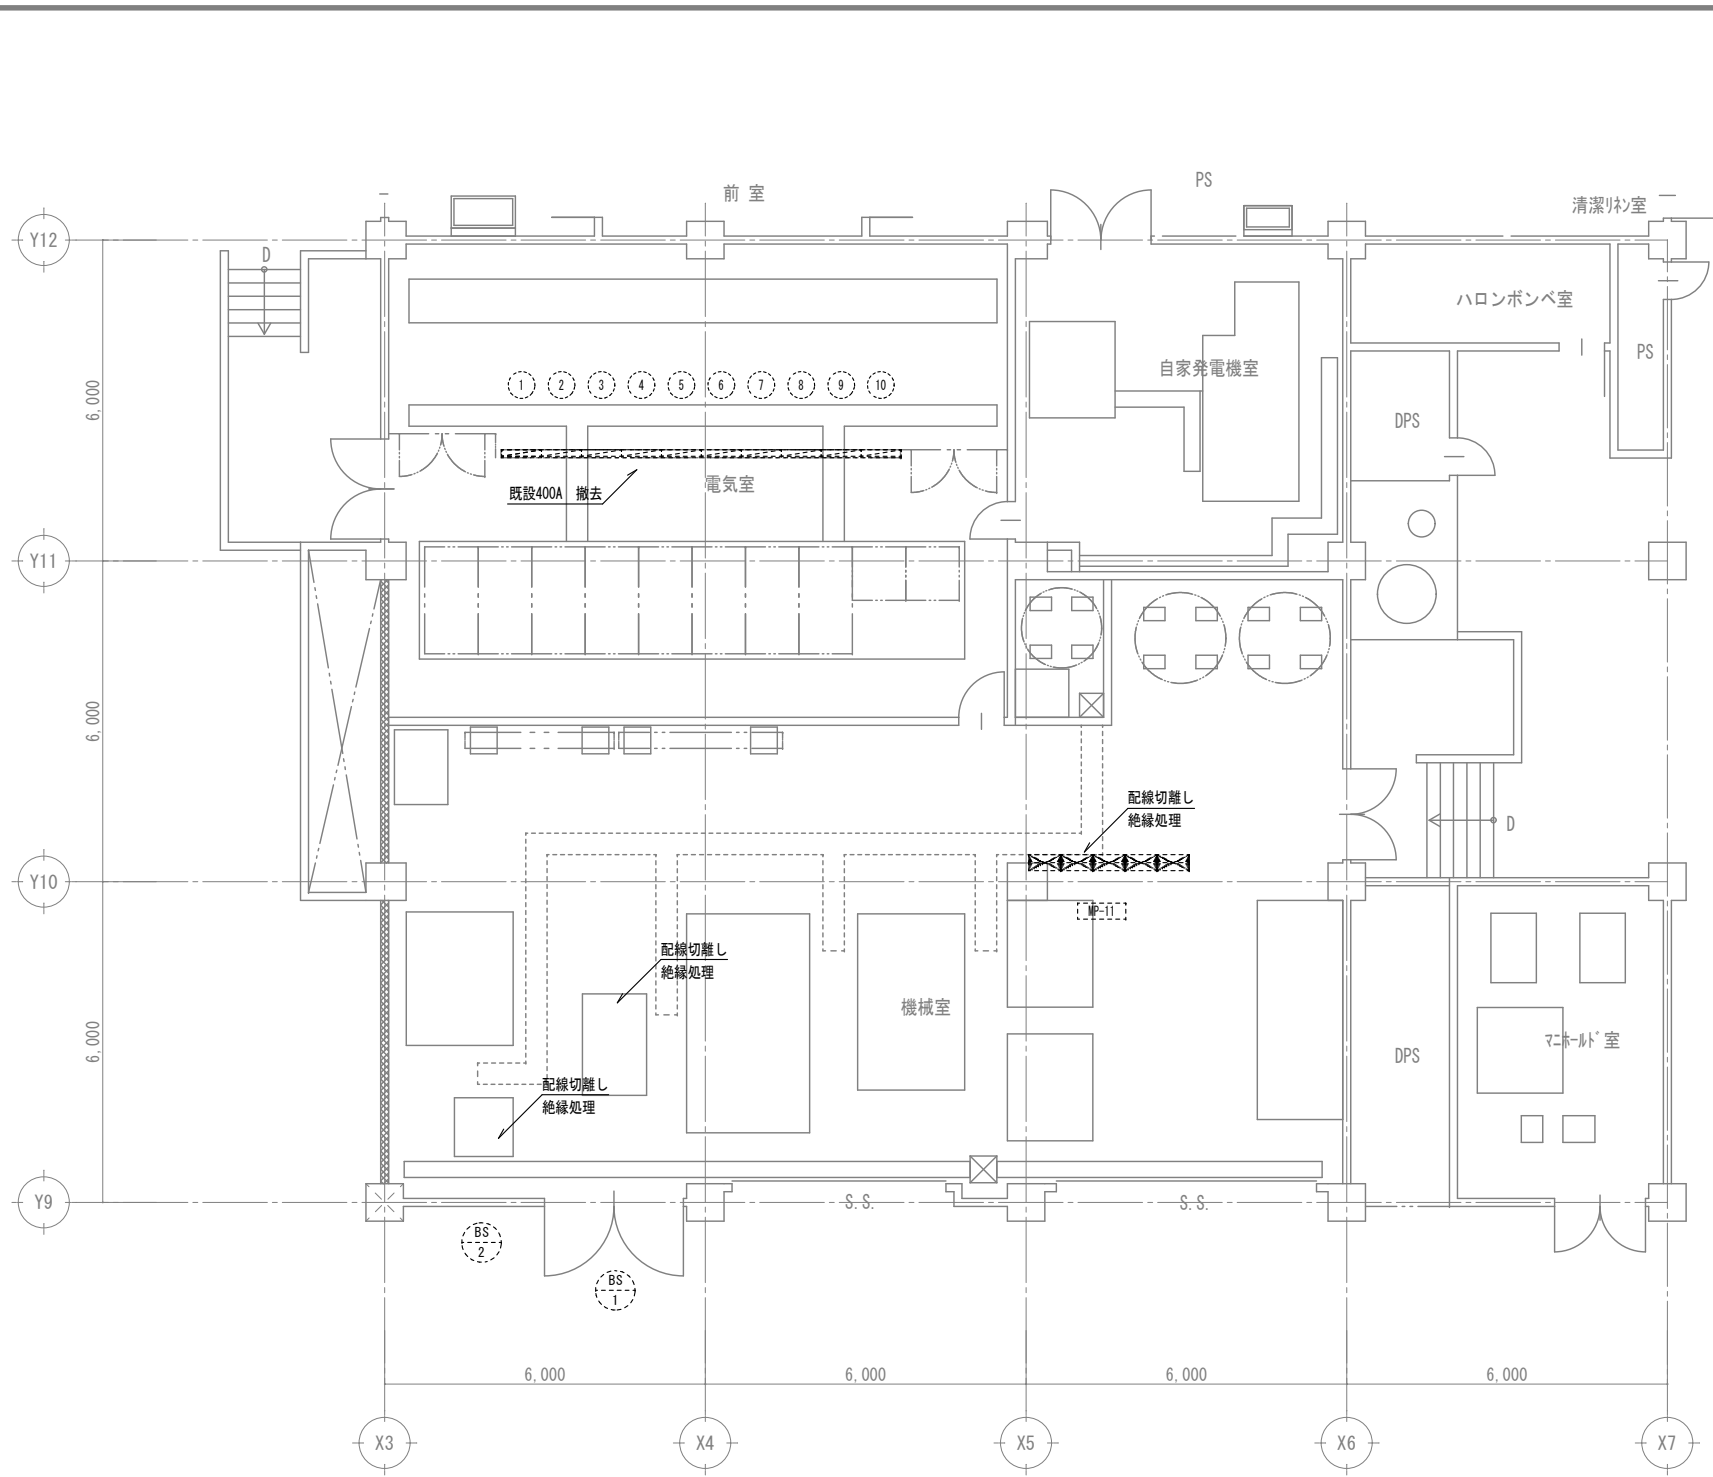 前 室
PS
清潔ﾘﾈﾝ室
Y12
D
ハロンボンベ室
PS
自家発電機室
1 2 3 4 5 6 7 8 9 10
6,000
DPS
既設400A 撤去
電気室
Y11
6,000
配線切離し
絶縁処理
D
Y10
MP-11
配線切離し
絶縁処理
機械室
6,000
DPS
ﾏﾆﾎｰﾙﾄﾞ室
配線切離し
絶縁処理
Y9
S.S.
S.S.
BS
2
BS
1
6,000 6,000 6,000 6,000
X3 X4 X5 X6 X7